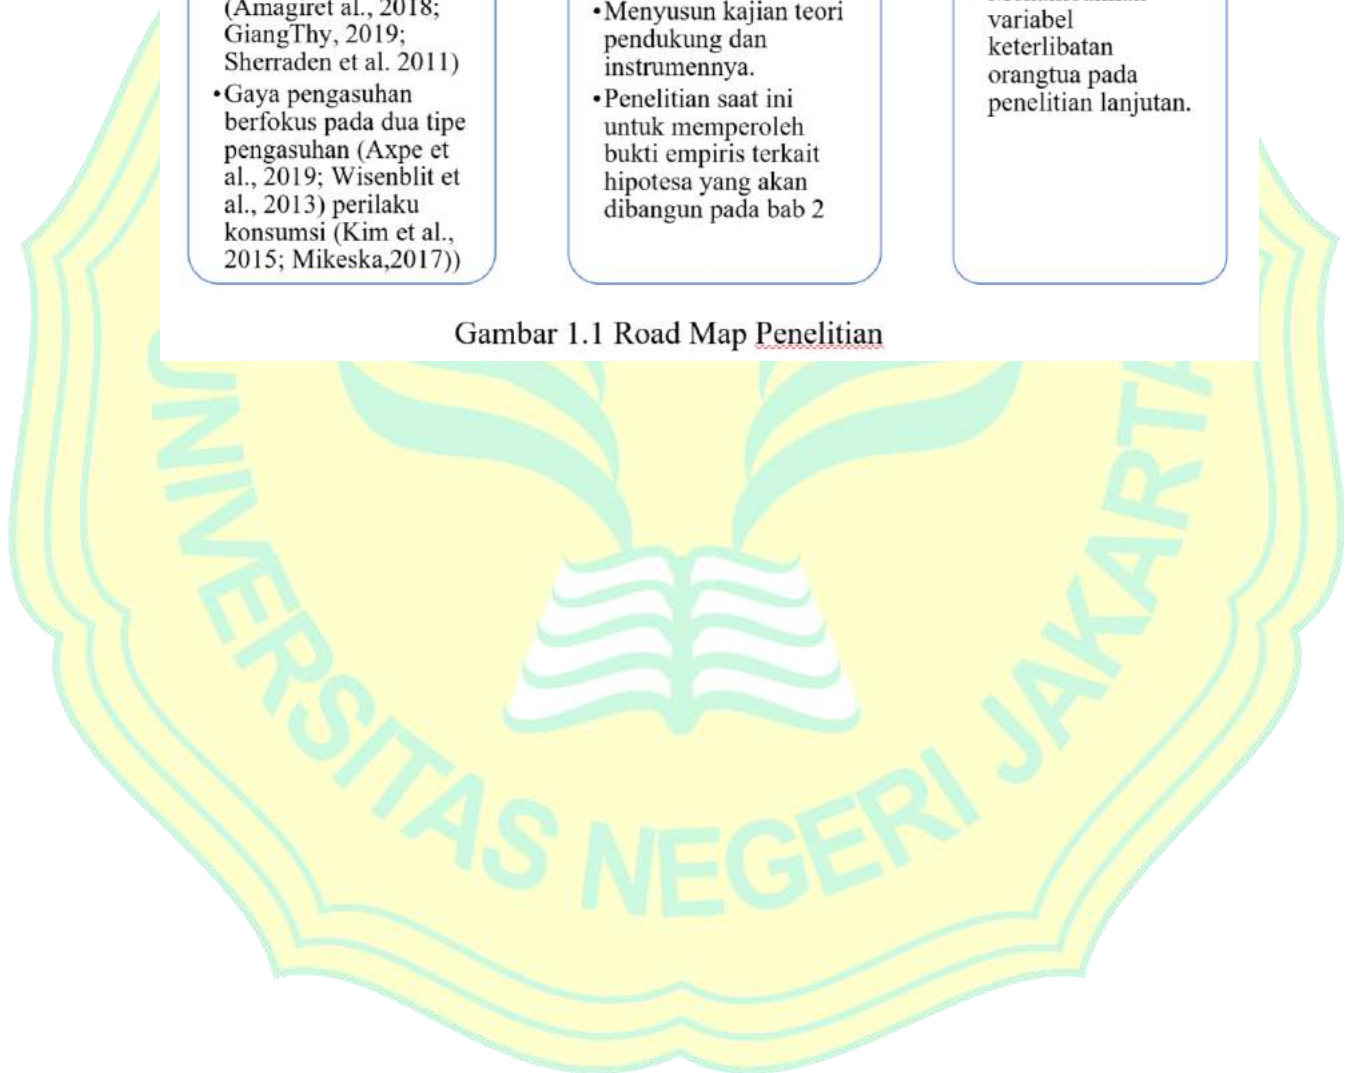 (Amagiret al., 2018;
GiangThy, 2019;
Sherraden et al. 2011)
•Gaya pengasuhan
berfokus pada dua tipe
pengasuhan (Axpe et
al., 2019; Wisenblit et
al., 2013) perilaku
konsumsi (Kim et al.,
2015; Mikeska,2017))
•Menyusun kajian teori
pendukung dan
instrumennya.
•Penelitian saat ini
untuk memperoleh
bukti empiris terkait
hipotesa yang akan
dibangun pada bab 2
variabel
keterlibatan
orangtua pada
penelitian lanjutan.
Gambar 1.1 Road Map Penelitian
UNIVERSITAS NEGERI JAKARTA